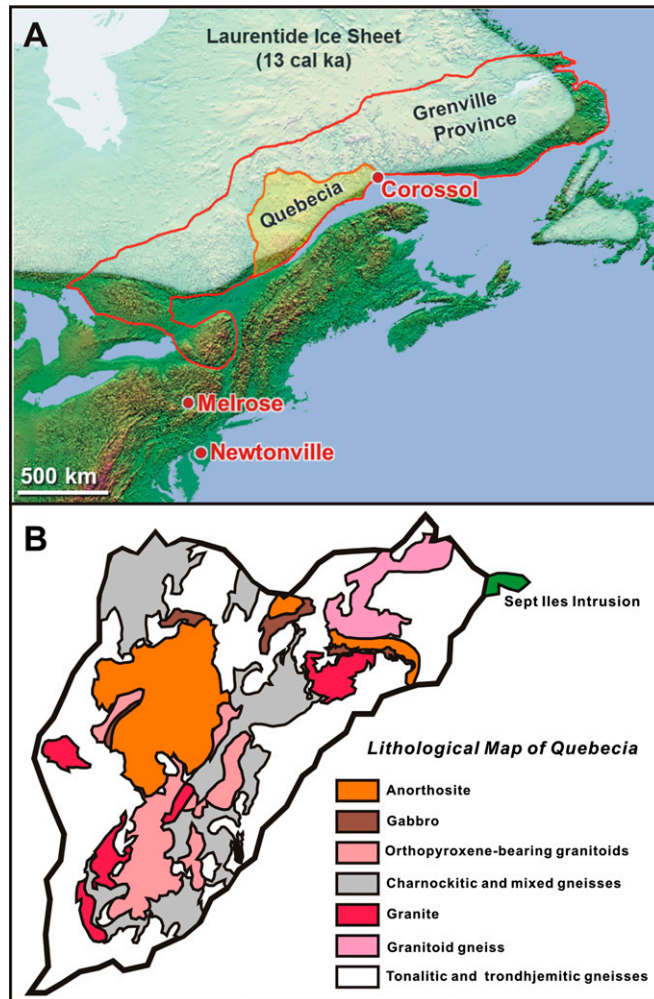 A
Laurentide Ice Sheet
(13 cal ka)
Grenville
Province
Quebecia
Corossol
Melrose
Newtonville
500 km
B
Sept Iles Intrusion
Lithological Map of Quebecia
Anorthosite
Gabbro
Orthopyroxene-bearing granitoids
Charnockitic and mixed gneisses
Granite
Granitoid gneiss
Tonalitic and trondhjemitic gneisses